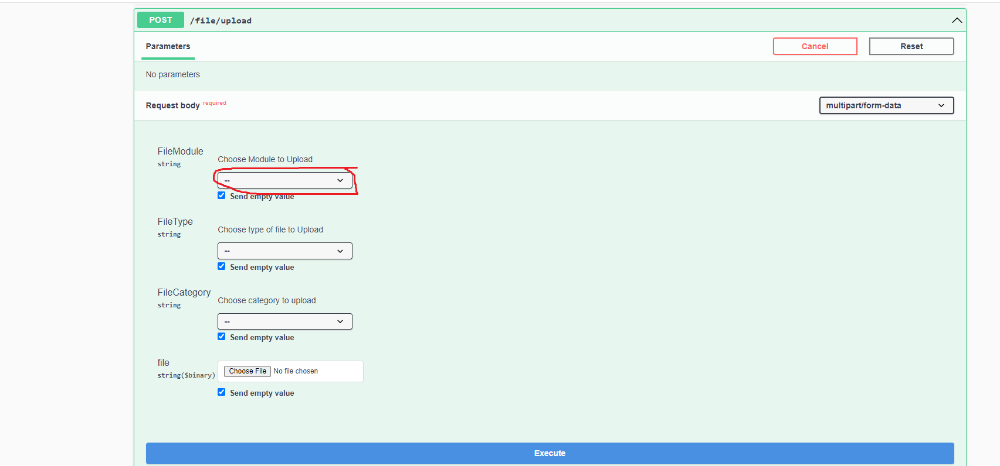 POST /file/upload
Parameters Cancel Reset
No parameters
Request body required multipart/form-data
FileModule
string
Choose Module to Upload
--
Send empty value
FileType
string
Choose type of file to Upload
--
Send empty value
FileCategory
string
Choose category to upload
--
Send empty value
file
string($binary)
Choose File No file chosen
Send empty value
Execute